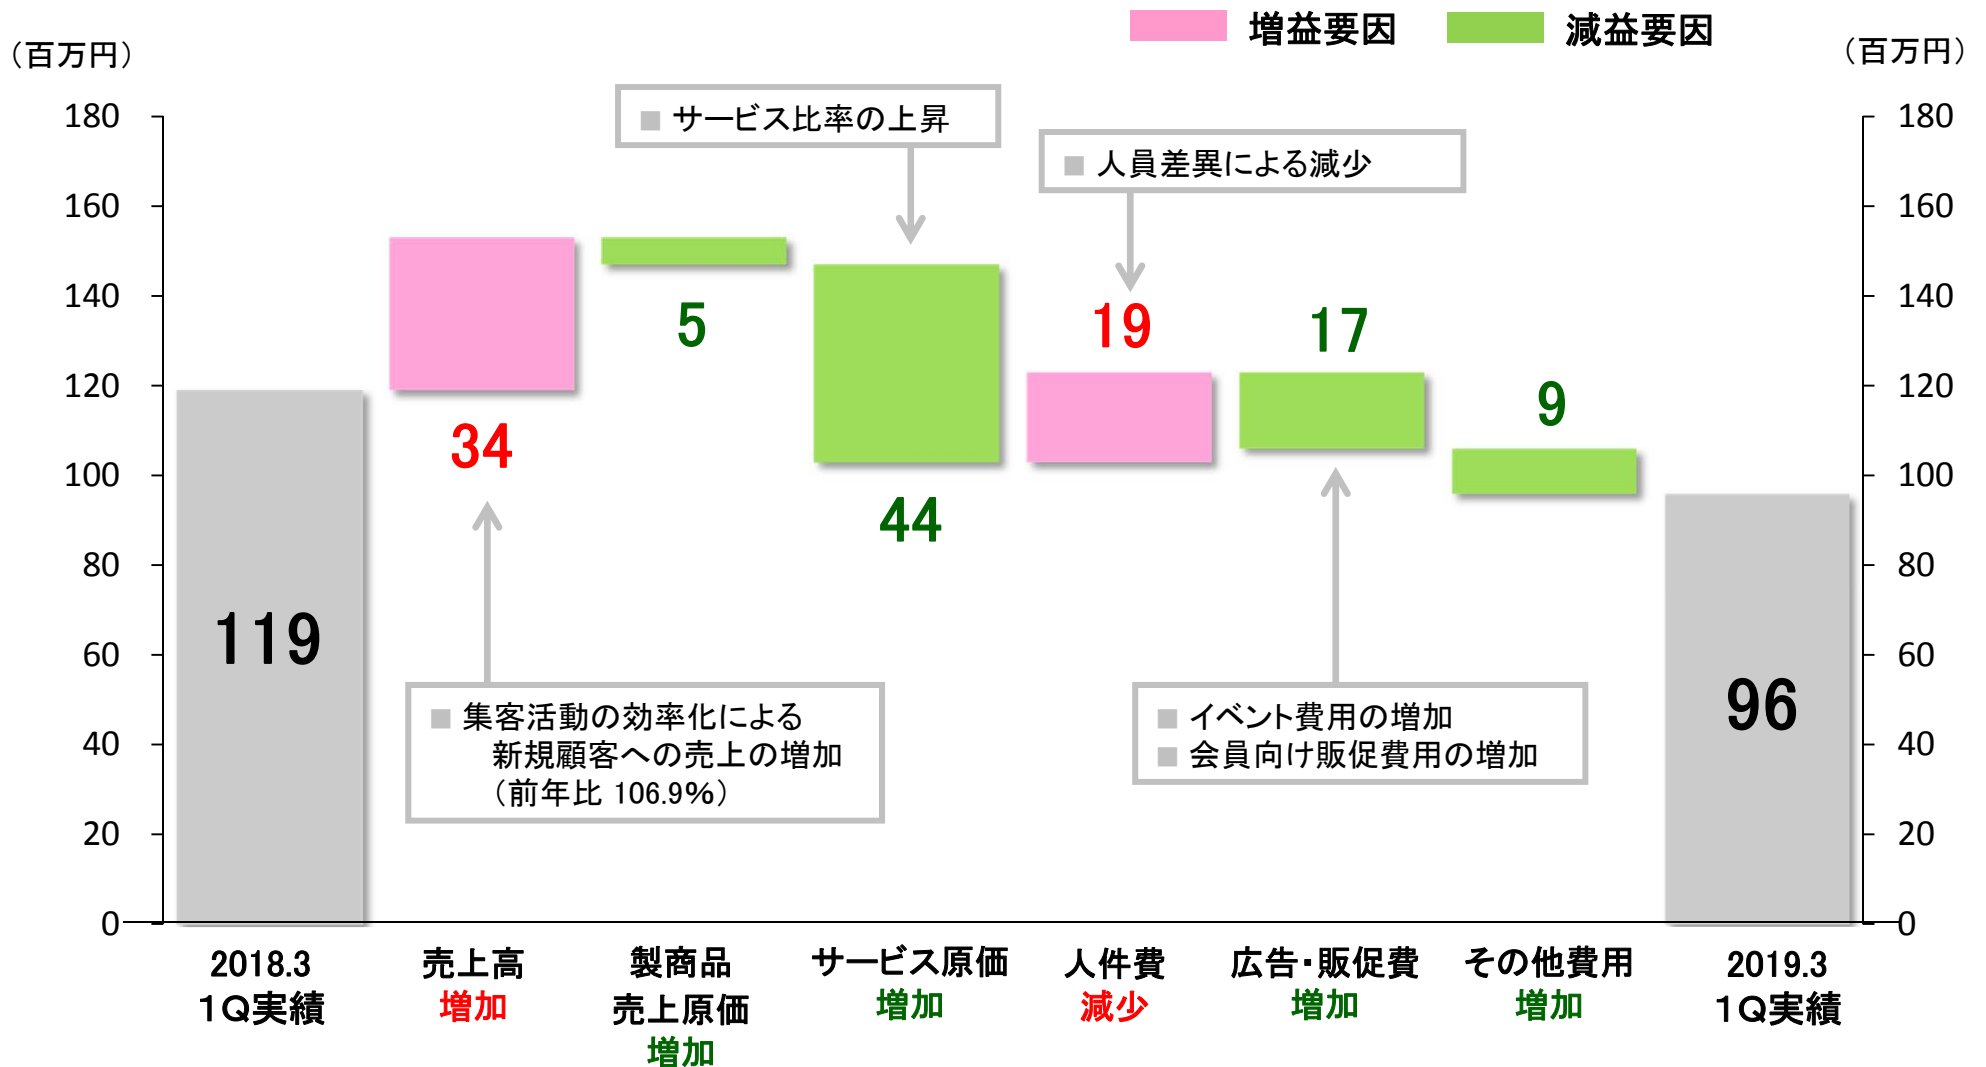 増益要因 減益要因
（百万円） （百万円）
■ サービス比率の上昇
■ 人員差異による減少
180 180
160 160
140 140
120 120
100 100
80 80
60 60
40 40
20 20
0 0
119
34
5
44
19
17
9
96
■ 集客活動の効率化による
新規顧客への売上の増加
（前年比 106.9%）
■ イベント費用の増加
■ 会員向け販促費用の増加
2018.3
1Q実績
売上高
増加
製商品
売上原価
増加
サービス原価
増加
人件費
減少
広告・販促費
増加
その他費用
増加
2019.3
1Q実績